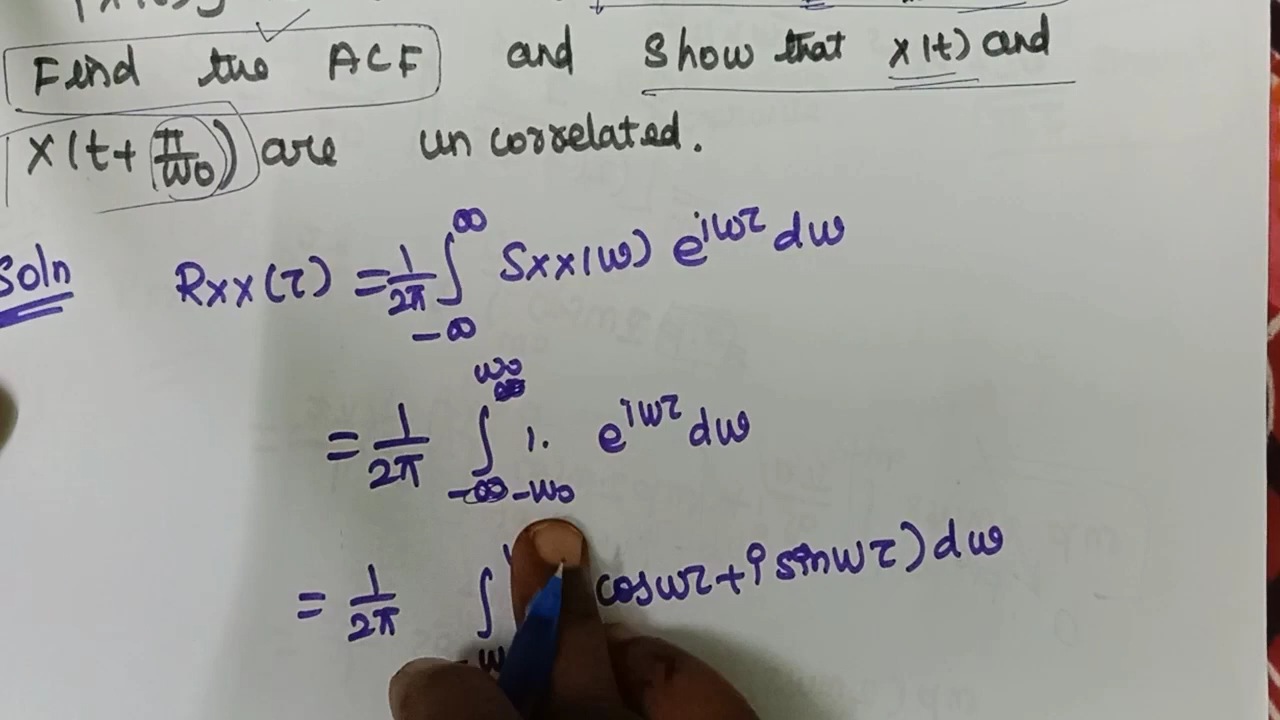 Find the ACF and show that x(t) and
x(t+ π/ω0) are uncorrelated.
Soln Rxx(τ) = 1/2π ∫_{-∞}^{∞} Sxx(ω) e^{iωτ} dω
= 1/2π ∫_{-ω0}^{ω0} 1. e^{iωτ} dω
= 1/2π ∫ cosωτ + i sinωτ) dω